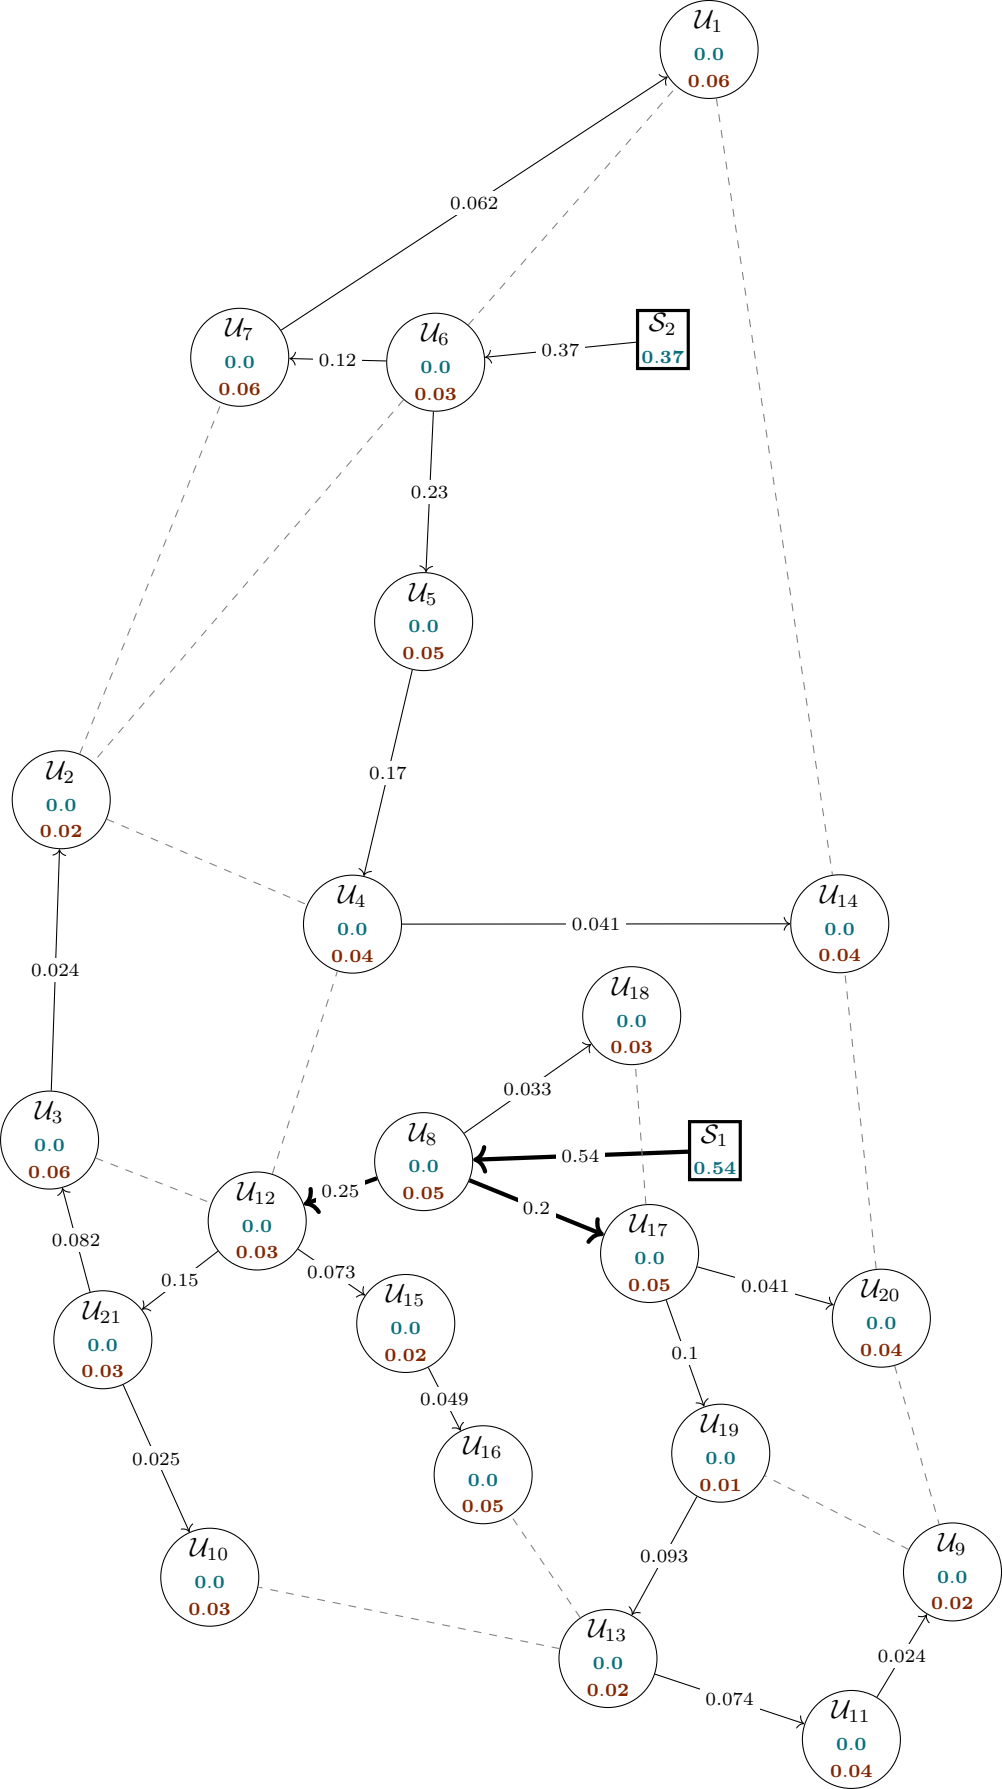 𝒰₁
0.0
0.06
0.062
𝒰₇
0.0
0.06
0.12
𝒰₆
0.0
0.03
0.37
𝒮₂
0.37
0.23
𝒰₅
0.0
0.05
0.17
𝒰₂
0.0
0.02
𝒰₄
0.0
0.04
0.041
𝒰₁₄
0.0
0.04
0.024
𝒰₁₈
0.0
0.03
0.033
𝒰₃
0.0
0.06
𝒰₈
0.0
0.05
0.54
𝒮₁
0.54
𝒰₁₂
0.0
0.03
0.25
0.2
𝒰₁₇
0.0
0.05
0.082
0.15
0.073
0.041
𝒰₂₁
0.0
0.03
𝒰₁₅
0.0
0.02
𝒰₂₀
0.0
0.04
0.1
0.049
𝒰₁₉
0.0
0.01
0.025
𝒰₁₆
0.0
0.05
0.093
𝒰₁₀
0.0
0.03
𝒰₉
0.0
0.02
𝒰₁₃
0.0
0.02
0.024
0.074
𝒰₁₁
0.0
0.04